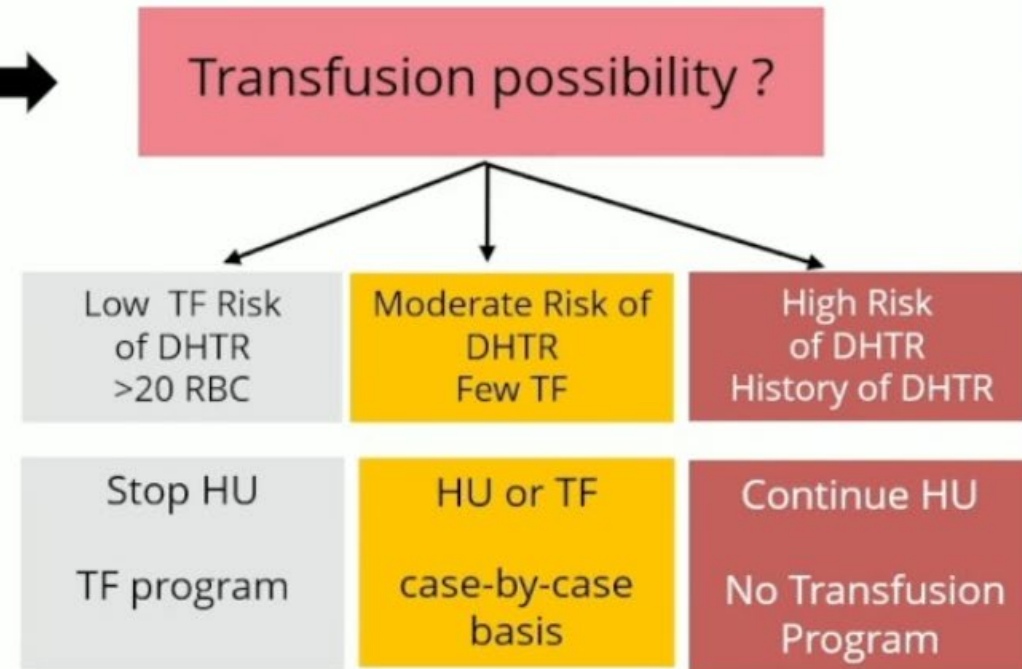 Transfusion possibility ?
Low TF Risk
of DHTR
>20 RBC
Moderate Risk of
DHTR
Few TF
High Risk
of DHTR
History of DHTR
Stop HU
TF program
HU or TF
case-by-case
basis
Continue HU
No Transfusion
Program